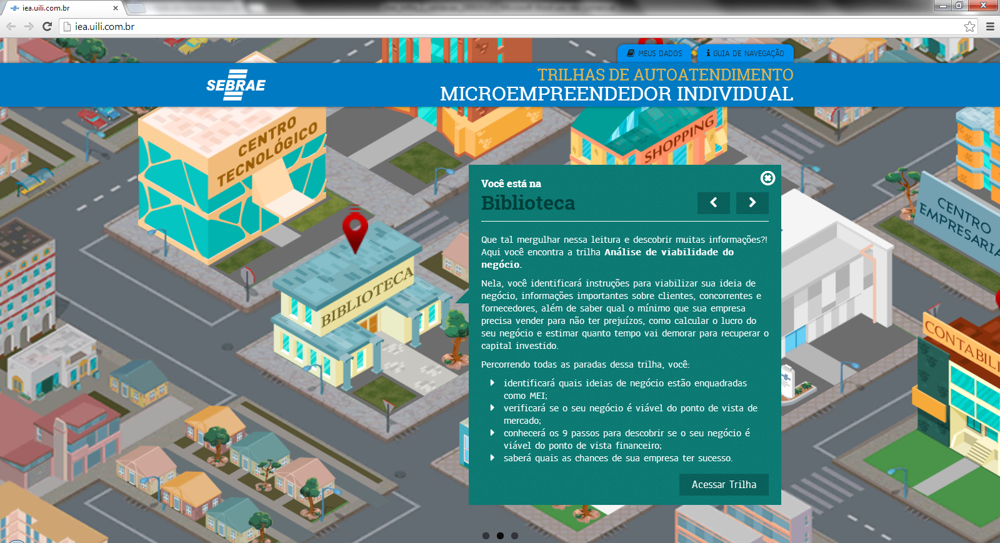 iea.uili.com.br
iea.uili.com.br
MEUS DADOS
GUIA DE NAVEGAÇÃO
SEBRAE
TRILHAS DE AUTOATENDIMENTO
MICROEMPREENDEDOR INDIVIDUAL
CENTRO
TECNOLÓGICO
SHOPPING
Você está na
Biblioteca
Que tal mergulhar nessa leitura e descobrir muitas informações?!
Aqui você encontra a trilha Análise de viabilidade do
negócio.
Nela, você identificará instruções para viabilizar sua ideia de
negócio, informações importantes sobre clientes, concorrentes e
fornecedores, além de saber qual o mínimo que sua empresa
precisa vender para não ter prejuízos, como calcular o lucro do
seu negócio e estimar quanto tempo vai demorar para recuperar o
capital investido.
Percorrendo todas as paradas dessa trilha, você:
identificará quais ideias de negócio estão enquadradas
como MEI;
verificará se o seu negócio é viável do ponto de vista de
mercado;
conhecerá os 9 passos para descobrir se o seu negócio é
viável do ponto de vista financeiro;
saberá quais as chances de sua empresa ter sucesso.
Acessar Trilha
BIBLIOTECA
CENTRO
EMPRESARIA
CONTABILI